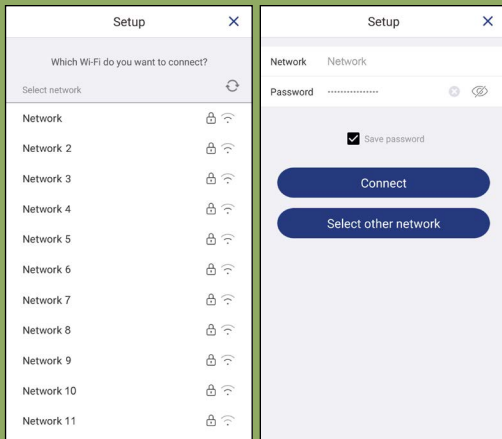 Setup
Which Wi-Fi do you want to connect?
Select network
Network
Network 2
Network 3
Network 4
Network 5
Network 6
Network 7
Network 8
Network 9
Network 10
Network 11
Setup
Network Network
Password ················
Save password
Connect
Select other network